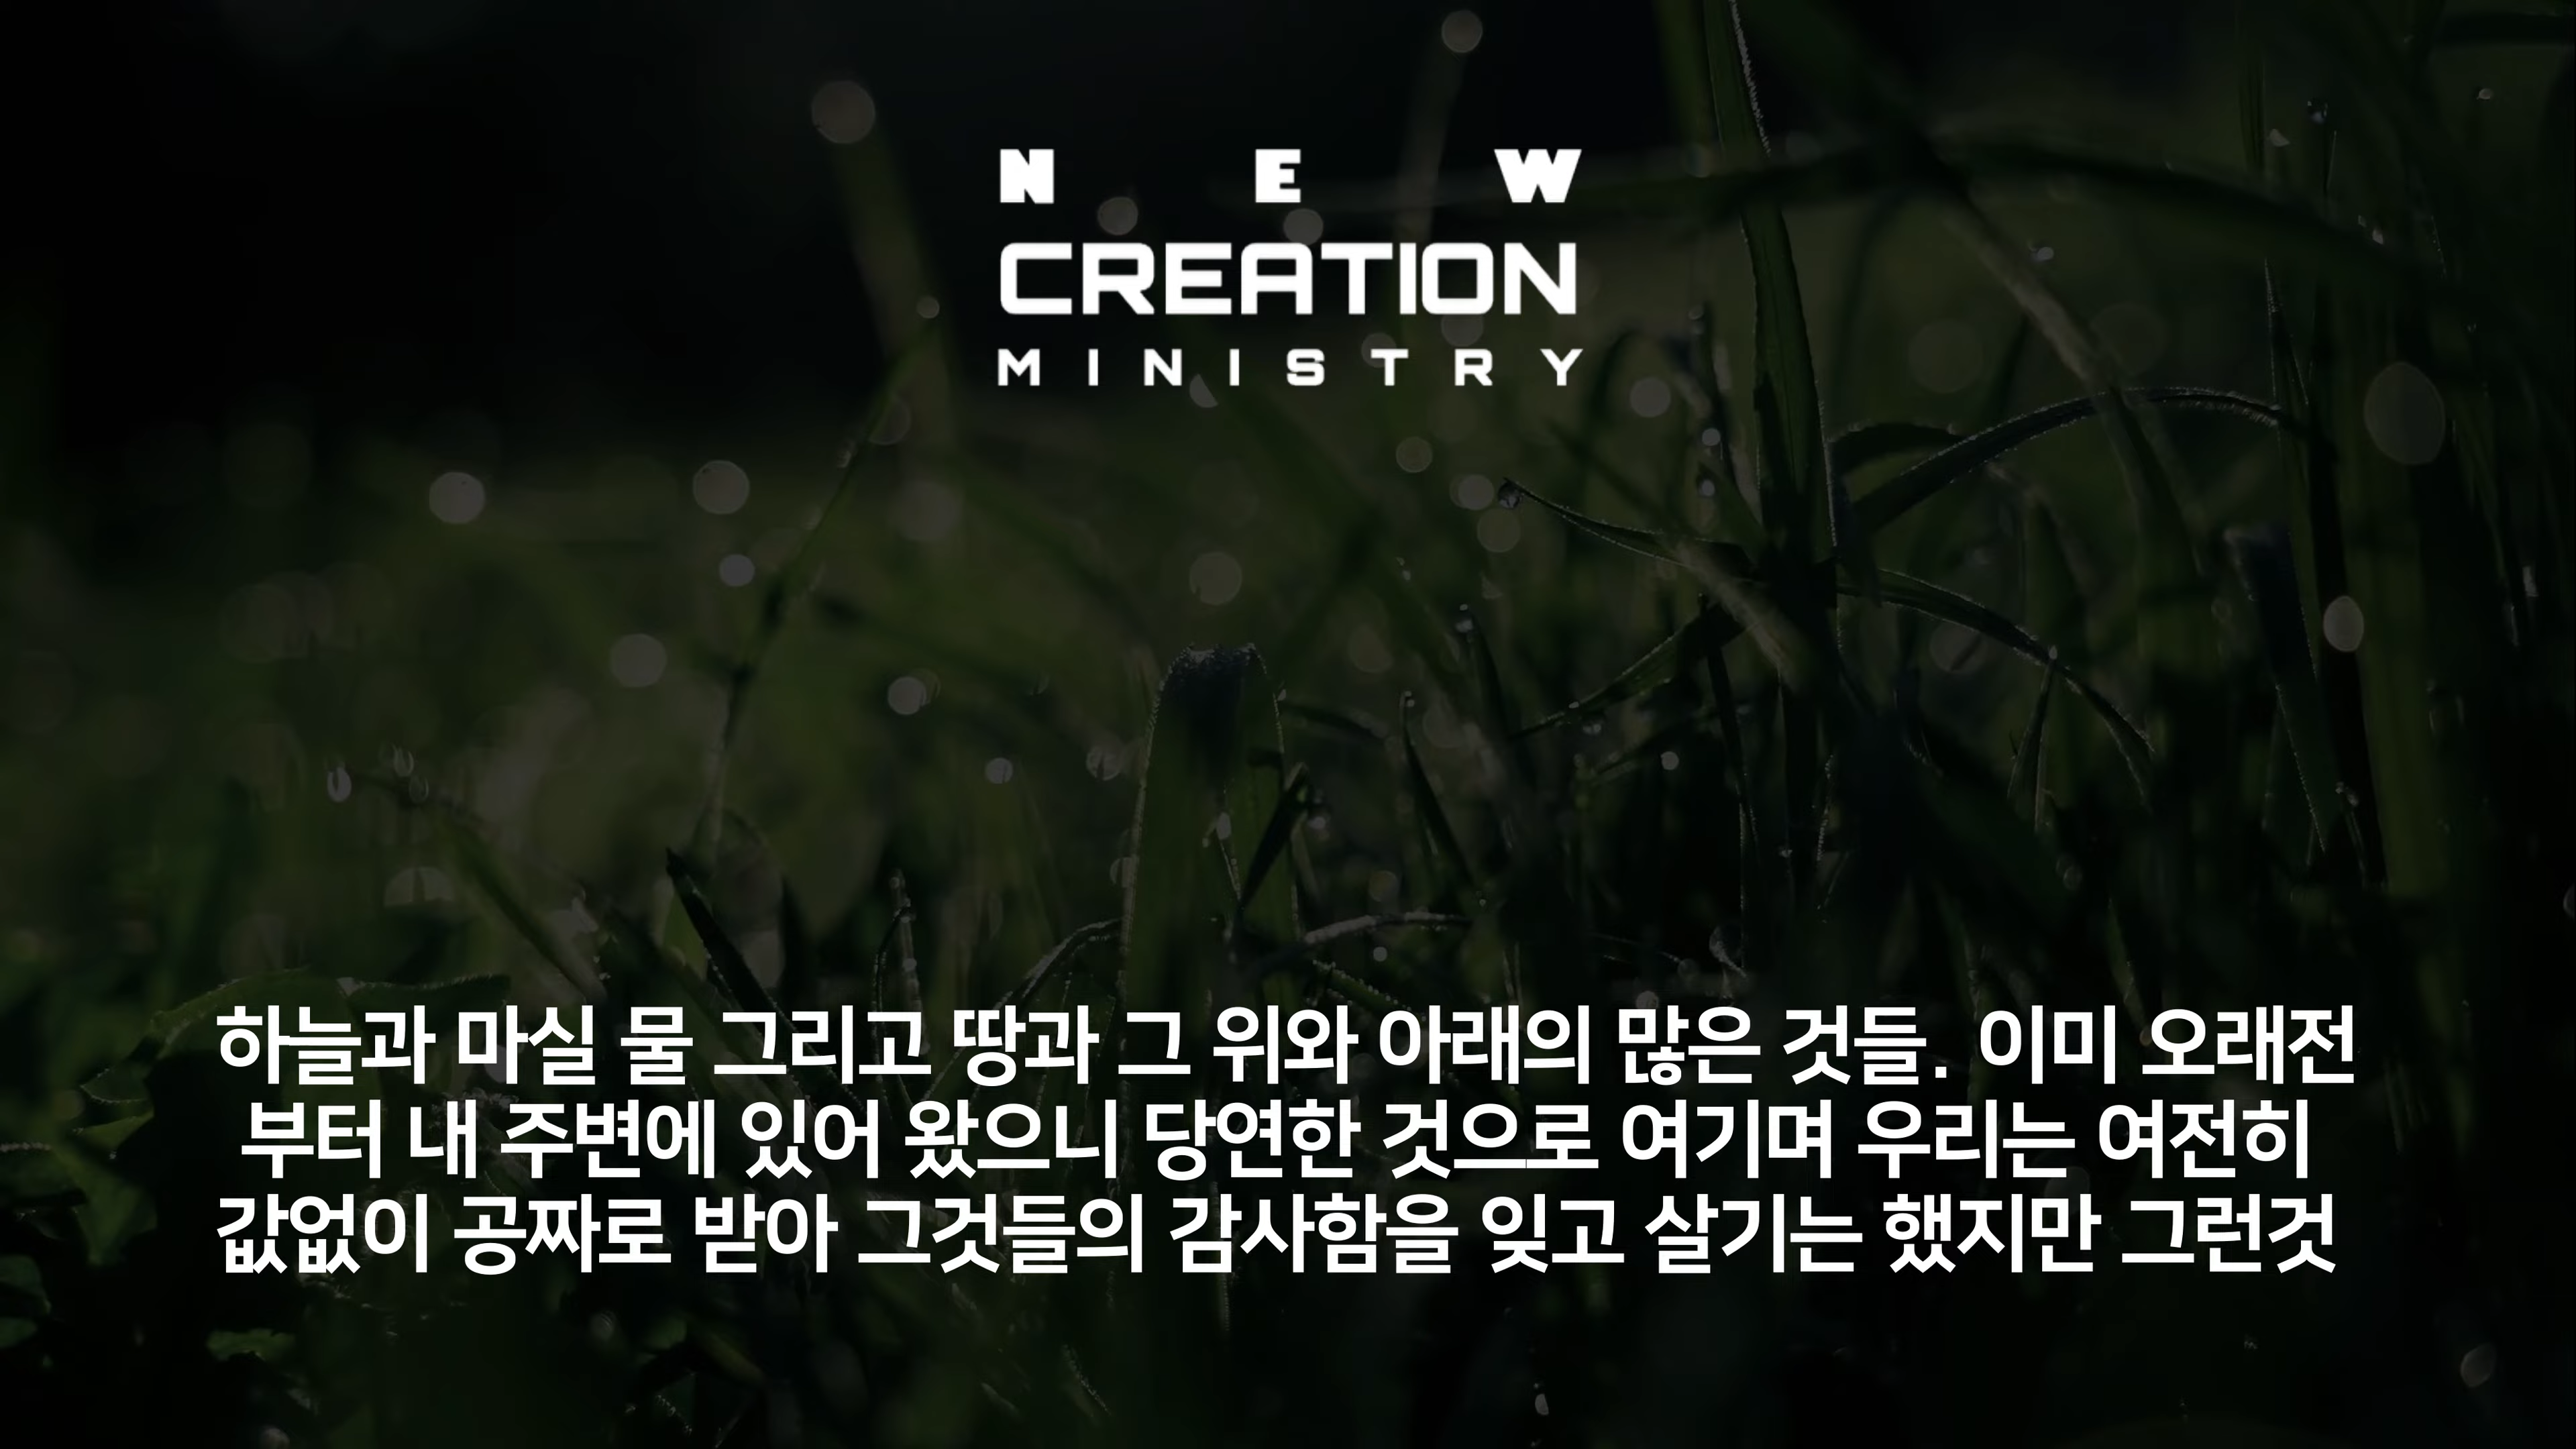 NEW
CREATION
MINISTRY
하늘과 마실 물 그리고 땅과 그 위와 아래의 많은 것들. 이미 오래전
부터 내 주변에 있어 왔으니 당연한 것으로 여기며 우리는 여전히
값없이 공짜로 받아 그것들의 감사함을 잊고 살기는 했지만 그런것